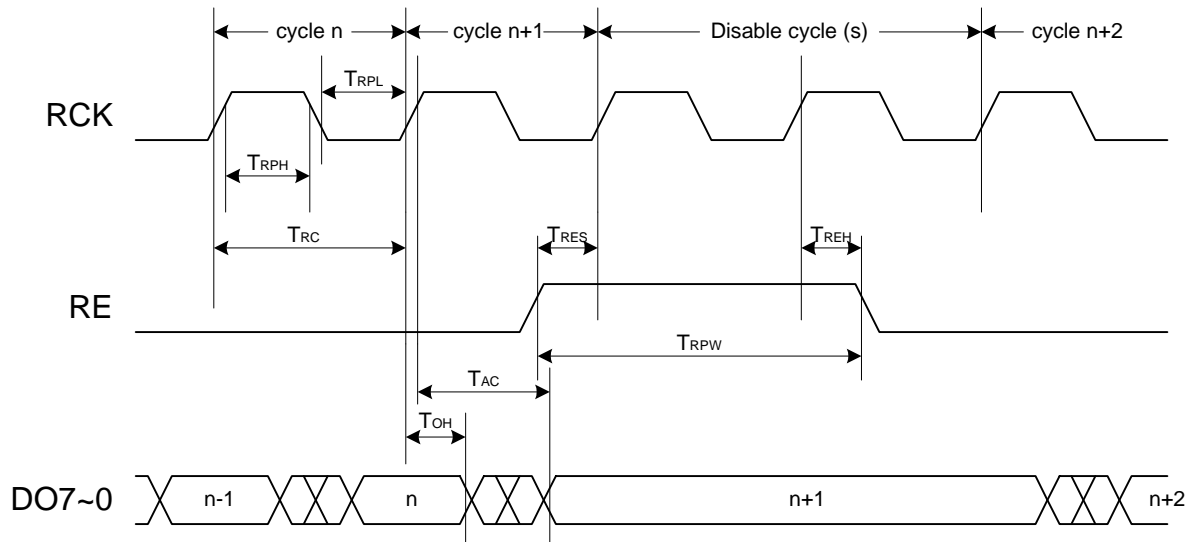 cycle n cycle n+1 Disable cycle (s) cycle n+2
TRPL
RCK
TRPH
TRC TRES TREH
RE
TRPW
TAC
TOH
DO7~0 n-1 n n+1 n+2